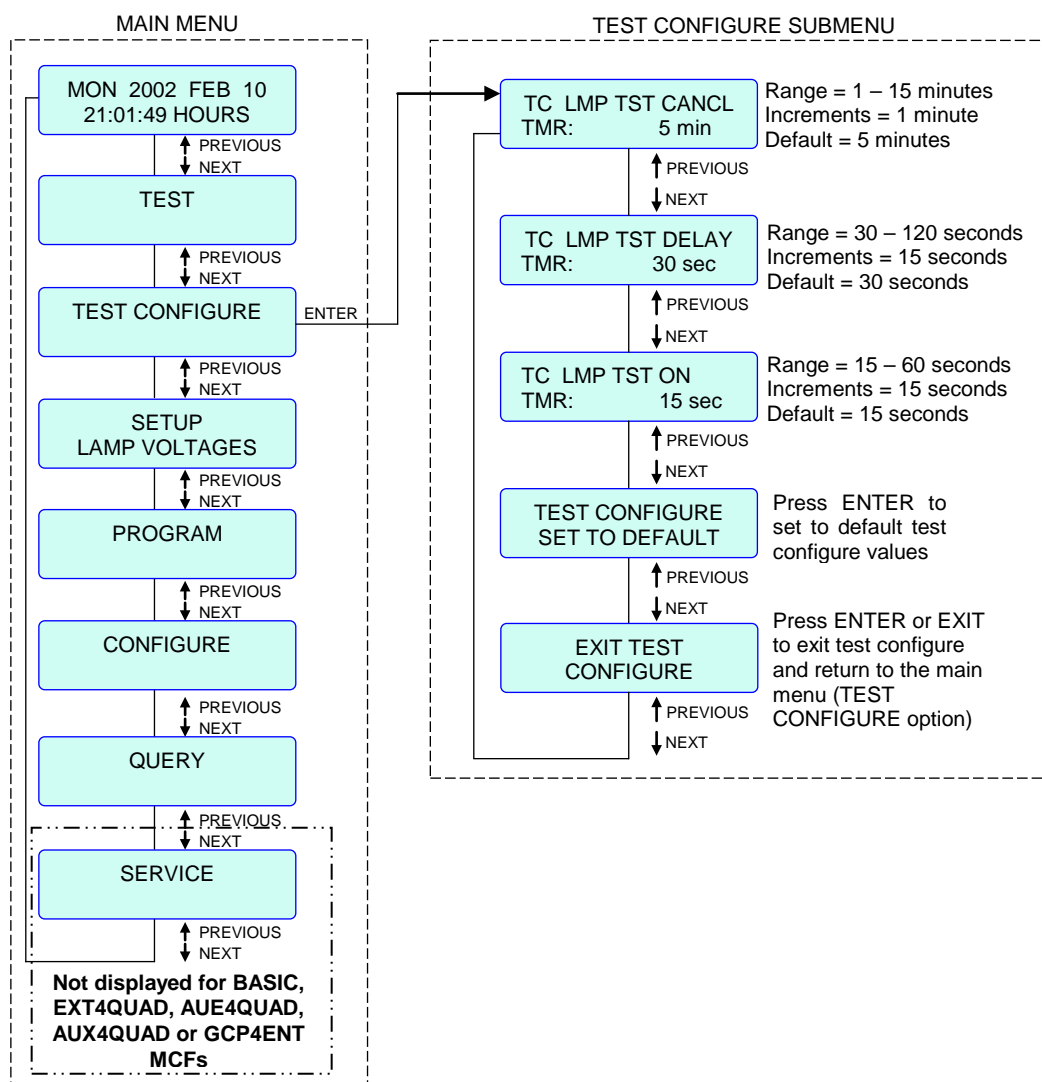 MAIN MENU
MON 2002 FEB 10
21:01:49 HOURS
PREVIOUS
NEXT
TEST
PREVIOUS
NEXT
TEST CONFIGURE
ENTER
PREVIOUS
NEXT
SETUP
LAMP VOLTAGES
PREVIOUS
NEXT
PROGRAM
PREVIOUS
NEXT
CONFIGURE
PREVIOUS
NEXT
QUERY
PREVIOUS
NEXT
SERVICE
PREVIOUS
NEXT
Not displayed for BASIC,
EXT4QUAD, AUE4QUAD,
AUX4QUAD or GCP4ENT
MCFs
TEST CONFIGURE SUBMENU
TC LMP TST CANCL
TMR: 5 min
Range = 1 – 15 minutes
Increments = 1 minute
Default = 5 minutes
PREVIOUS
NEXT
TC LMP TST DELAY
TMR: 30 sec
Range = 30 – 120 seconds
Increments = 15 seconds
Default = 30 seconds
PREVIOUS
NEXT
TC LMP TST ON
TMR: 15 sec
Range = 15 – 60 seconds
Increments = 15 seconds
Default = 15 seconds
PREVIOUS
NEXT
TEST CONFIGURE
SET TO DEFAULT
Press ENTER to
set to default test
configure values
PREVIOUS
NEXT
EXIT TEST
CONFIGURE
Press ENTER or EXIT
to exit test configure
and return to the main
menu (TEST
CONFIGURE option)
PREVIOUS
NEXT